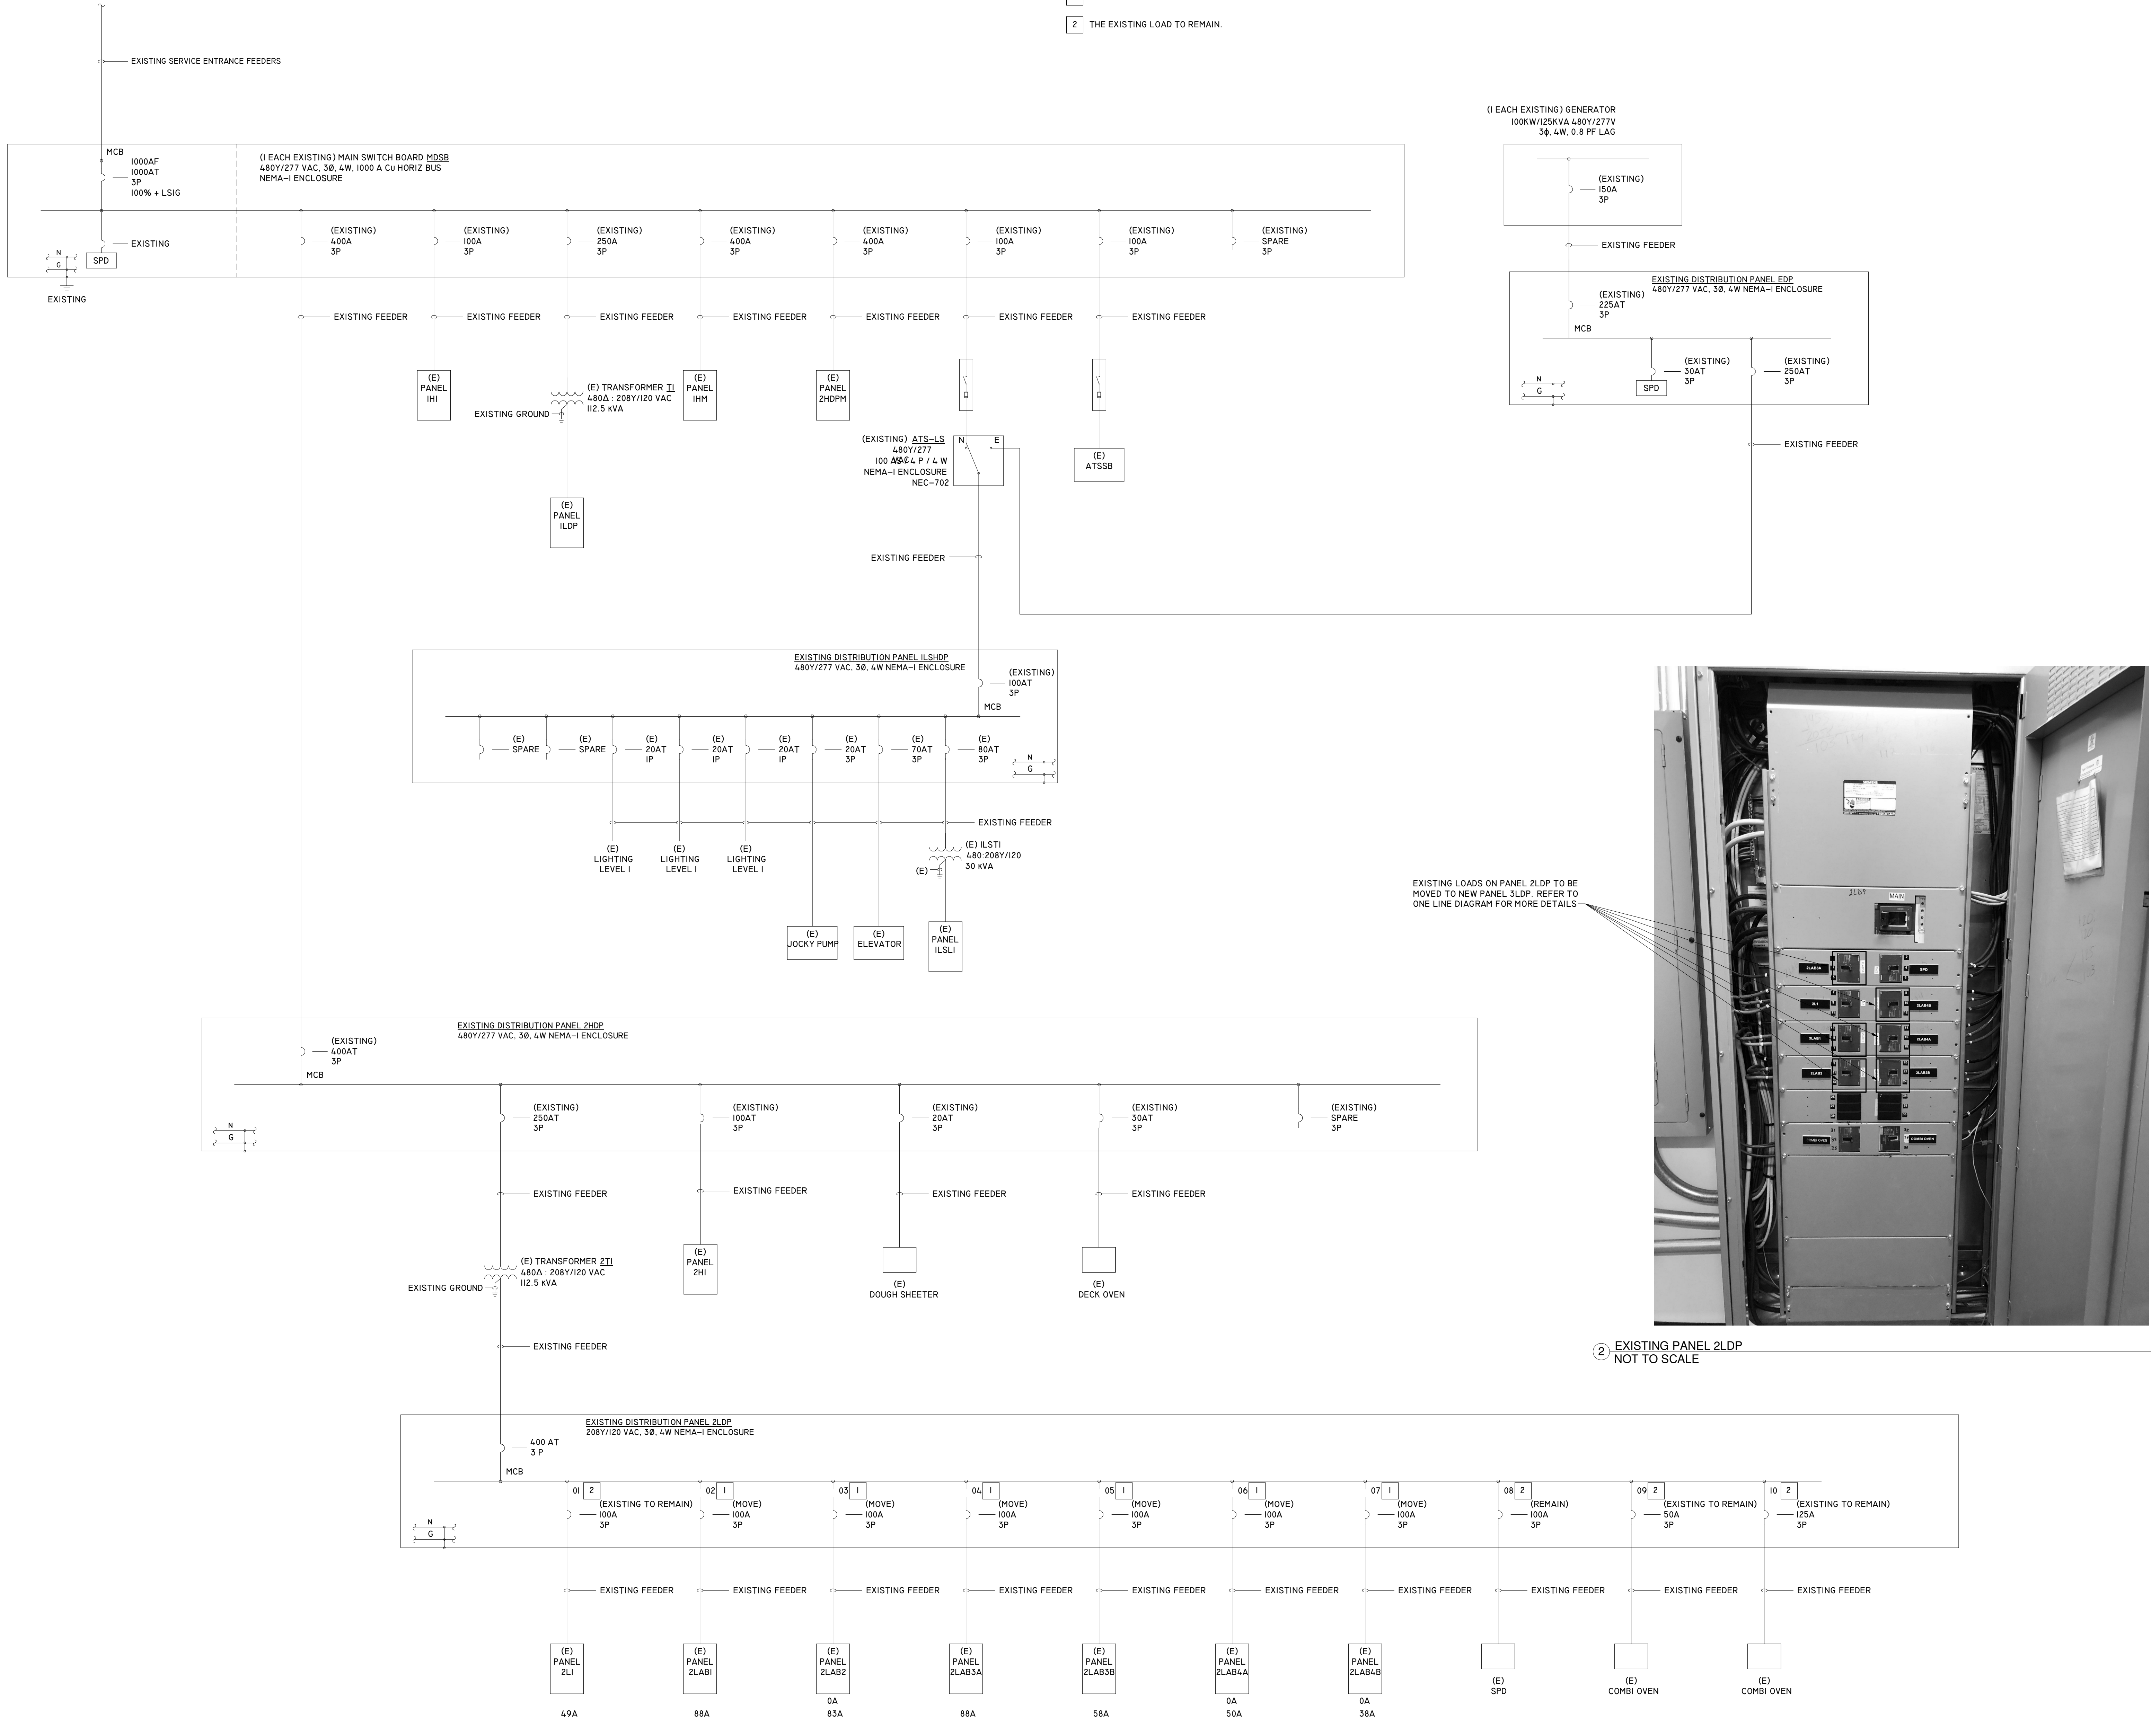 2 THE EXISTING LOAD TO REMAIN.
EXISTING SERVICE ENTRANCE FEEDERS
(1 EACH EXISTING) GENERATOR
100KW/125KVA 480Y/277V
3ϕ, 4W, 0.8 PF LAG
(EXISTING)
150A
3P
EXISTING FEEDER
MCB
1000AF
1000AT
3P
100% + LSIG
(1 EACH EXISTING) MAIN SWITCH BOARD MDSB
480Y/277 VAC, 3Ø, 4W, 1000 A Cu HORIZ BUS
NEMA-1 ENCLOSURE
EXISTING
SPD
N
G
EXISTING
(EXISTING)
400A
3P
(EXISTING)
100A
3P
(EXISTING)
250A
3P
(EXISTING)
400A
3P
(EXISTING)
400A
3P
(EXISTING)
100A
3P
(EXISTING)
100A
3P
(EXISTING)
SPARE
3P
EXISTING FEEDER
EXISTING FEEDER
EXISTING FEEDER
EXISTING FEEDER
EXISTING FEEDER
EXISTING FEEDER
EXISTING FEEDER
EXISTING DISTRIBUTION PANEL EDP
480Y/277 VAC, 3Ø, 4W NEMA-1 ENCLOSURE
(EXISTING)
225AT
3P
MCB
(EXISTING)
30AT
3P
SPD
(EXISTING)
250AT
3P
N
G
EXISTING FEEDER
(E)
PANEL
1H1
(E) TRANSFORMER T1
480Δ : 208Y/120 VAC
112.5 KVA
EXISTING GROUND
(E)
PANEL
1LDP
(E)
PANEL
1HM
(E)
PANEL
2HDPM
(EXISTING) ATS-LS
480Y/277
VAC
100 AS / 4 P / 4 W
NEMA-1 ENCLOSURE
NEC-702
N E
(E)
ATSSB
EXISTING FEEDER
EXISTING DISTRIBUTION PANEL 1LSHDP
480Y/277 VAC, 3Ø, 4W NEMA-1 ENCLOSURE
(EXISTING)
100AT
3P
MCB
(E)
SPARE
(E)
SPARE
(E)
20AT
1P
(E)
20AT
1P
(E)
20AT
1P
(E)
20AT
3P
(E)
70AT
3P
(E)
80AT
3P
N
G
EXISTING FEEDER
(E)
LIGHTING
LEVEL 1
(E)
LIGHTING
LEVEL 1
(E)
LIGHTING
LEVEL 1
(E) 1LST1
480:208Y/120
30 KVA
(E)
(E)
JOCKY PUMP
(E)
ELEVATOR
(E)
PANEL
1LSL1
EXISTING LOADS ON PANEL 2LDP TO BE
MOVED TO NEW PANEL 3LDP. REFER TO
ONE LINE DIAGRAM FOR MORE DETAILS
2LDP
MAIN
2LAB3A
SPD
2L1
2LAB4B
2LAB4A
2LAB2
2LAB3B
COMBI OVEN
2 EXISTING PANEL 2LDP
NOT TO SCALE
EXISTING DISTRIBUTION PANEL 2HDP
480Y/277 VAC, 3Ø, 4W NEMA-1 ENCLOSURE
(EXISTING)
400AT
3P
MCB
N
G
(EXISTING)
250AT
3P
(EXISTING)
100AT
3P
(EXISTING)
20AT
3P
(EXISTING)
30AT
3P
(EXISTING)
SPARE
3P
EXISTING FEEDER
EXISTING FEEDER
EXISTING FEEDER
EXISTING FEEDER
(E) TRANSFORMER 2T1
480Δ : 208Y/120 VAC
112.5 KVA
EXISTING GROUND
(E)
PANEL
2H1
(E)
DOUGH SHEETER
(E)
DECK OVEN
EXISTING FEEDER
EXISTING DISTRIBUTION PANEL 2LDP
208Y/120 VAC, 3Ø, 4W NEMA-1 ENCLOSURE
400 AT
3 P
MCB
N
G
01 2
(EXISTING TO REMAIN)
100A
3P
02 1
(MOVE)
100A
3P
03 1
(MOVE)
100A
3P
04 1
(MOVE)
100A
3P
05 1
(MOVE)
100A
3P
06 1
(MOVE)
100A
3P
07 1
(MOVE)
100A
3P
08 2
(REMAIN)
100A
3P
09 2
(EXISTING TO REMAIN)
50A
3P
10 2
(EXISTING TO REMAIN)
125A
3P
EXISTING FEEDER
EXISTING FEEDER
EXISTING FEEDER
EXISTING FEEDER
EXISTING FEEDER
EXISTING FEEDER
EXISTING FEEDER
EXISTING FEEDER
EXISTING FEEDER
EXISTING FEEDER
(E)
PANEL
2L1
49A
(E)
PANEL
2LAB1
88A
(E)
PANEL
2LAB2
0A
83A
(E)
PANEL
2LAB3A
88A
(E)
PANEL
2LAB3B
58A
(E)
PANEL
2LAB4A
0A
50A
(E)
PANEL
2LAB4B
0A
38A
(E)
SPD
(E)
COMBI OVEN
(E)
COMBI OVEN